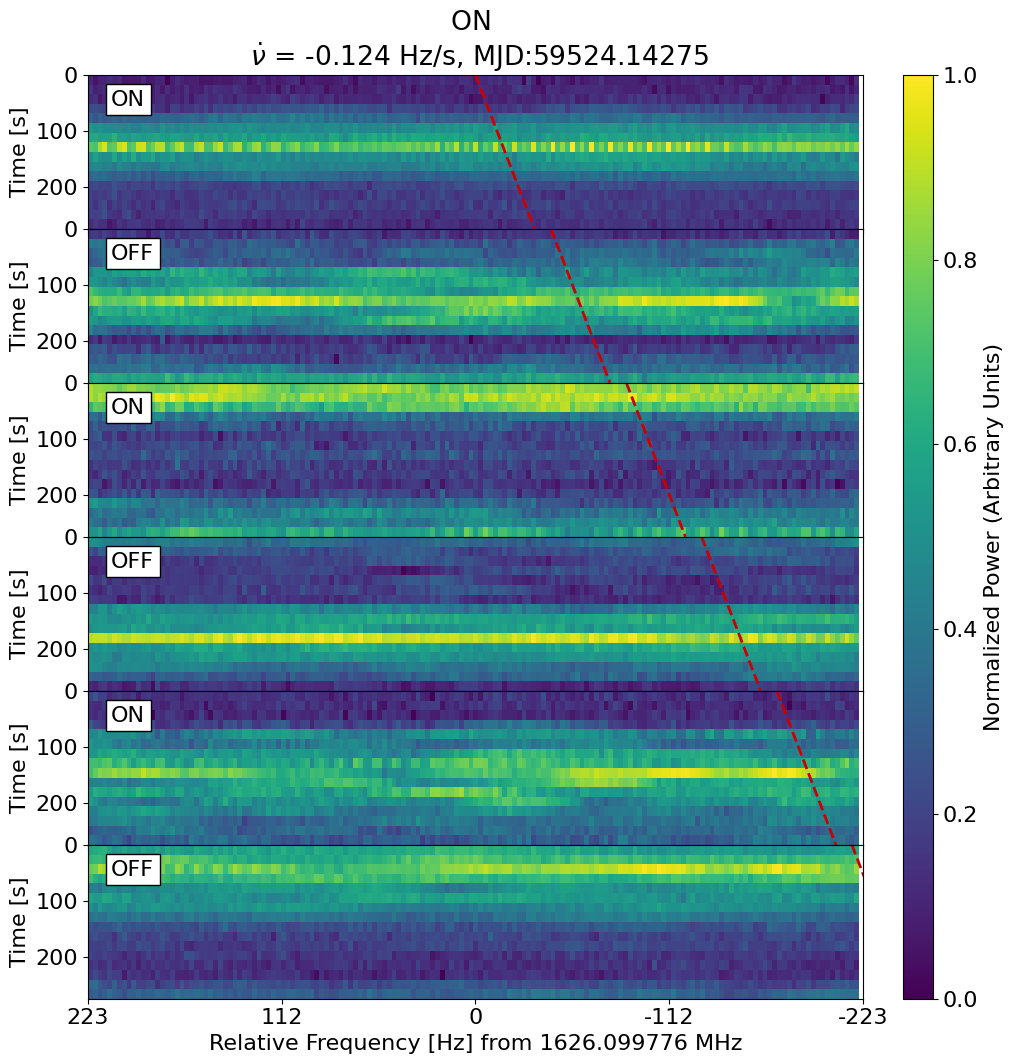 ON
ν̇ = -0.124 Hz/s, MJD:59524.14275
0
100
200
Time [s]
ON
0
100
200
Time [s]
OFF
0
100
200
Time [s]
ON
0
100
200
Time [s]
OFF
0
100
200
Time [s]
ON
0
100
200
Time [s]
OFF
223 112 0 -112 -223
Relative Frequency [Hz] from 1626.099776 MHz
1.0
0.8
0.6
0.4
0.2
0.0
Normalized Power (Arbitrary Units)